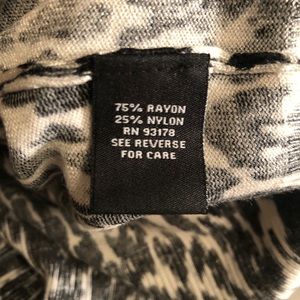 75% RAYON
25% NYLON
RN 93178
SEE REVERSE
FOR CARE